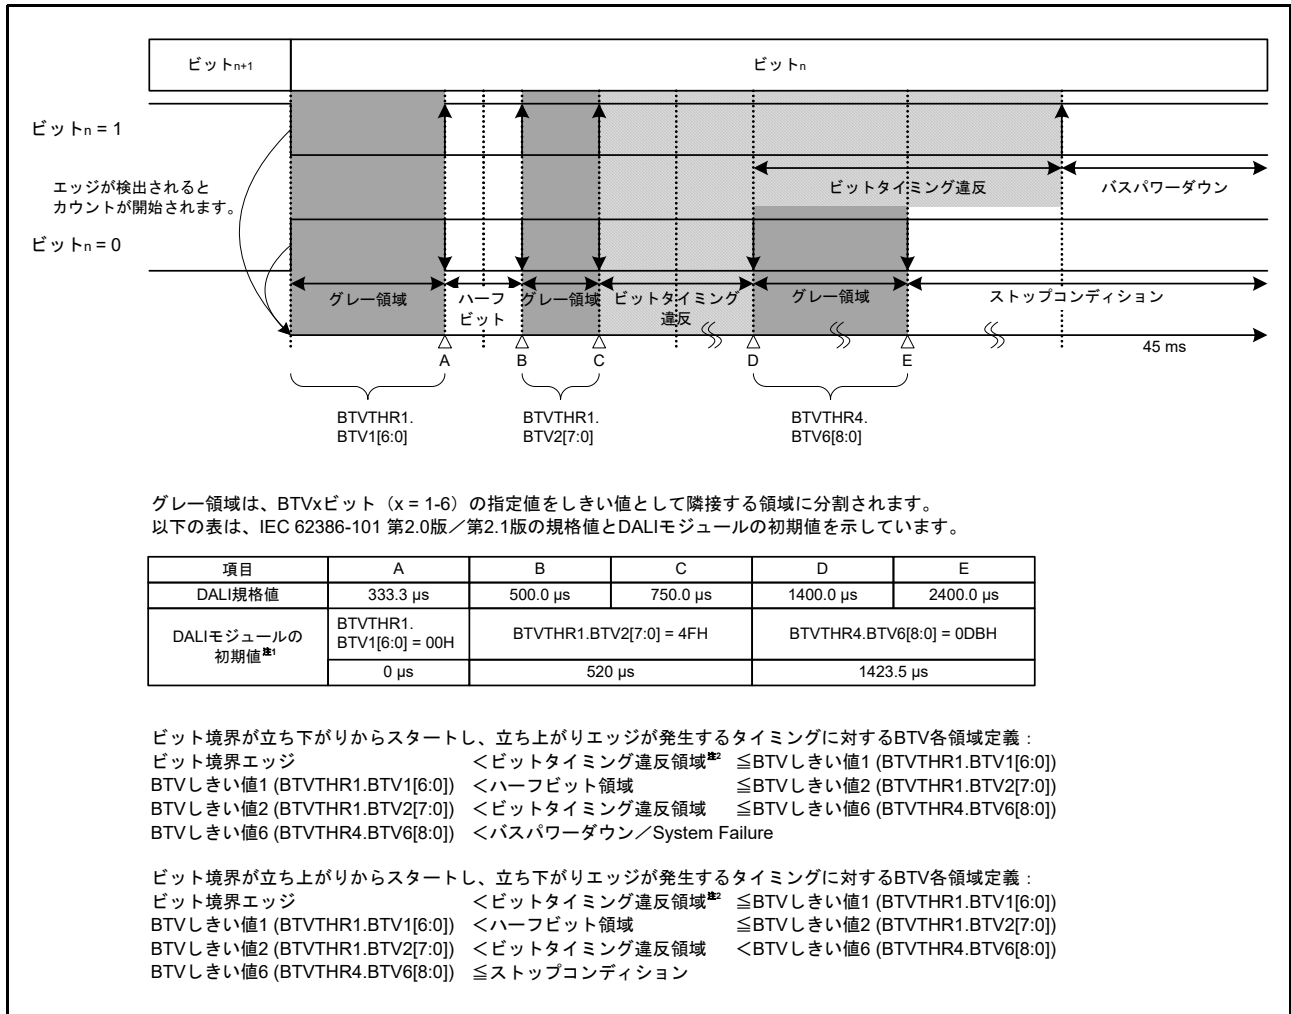 ビットn+1
ビットn
ビットn = 1
エッジが検出されると
カウントが開始されます。
ビットタイミング違反
バスパワーダウン
ビットn = 0
グレー領域
ハーフ
ビット
グレー領域
ビットタイミング
違反
グレー領域
ストップコンディション
45 ms
A
B
C
D
E
BTVTHR1.
BTV1[6:0]
BTVTHR1.
BTV2[7:0]
BTVTHR4.
BTV6[8:0]
グレー領域は、BTVxビット（x = 1-6）の指定値をしきい値として隣接する領域に分割されます。
以下の表は、IEC 62386-101 第2.0版／第2.1版の規格値とDALIモジュールの初期値を示しています。
項目 A B C D E
DALI規格値 333.3 µs 500.0 µs 750.0 µs 1400.0 µs 2400.0 µs
DALIモジュールの
初期値注1
BTVTHR1.
BTV1[6:0] = 00H
BTVTHR1.BTV2[7:0] = 4FH
BTVTHR4.BTV6[8:0] = 0DBH
0 µs 520 µs 1423.5 µs
ビット境界が立ち下がりからスタートし、立ち上がりエッジが発生するタイミングに対するBTV各領域定義：
ビット境界エッジ ＜ビットタイミング違反領域注2 ≦BTVしきい値1 (BTVTHR1.BTV1[6:0])
BTVしきい値1 (BTVTHR1.BTV1[6:0]) ＜ハーフビット領域 ≦BTVしきい値2 (BTVTHR1.BTV2[7:0])
BTVしきい値2 (BTVTHR1.BTV2[7:0]) ＜ビットタイミング違反領域 ≦BTVしきい値6 (BTVTHR4.BTV6[8:0])
BTVしきい値6 (BTVTHR4.BTV6[8:0]) ＜バスパワーダウン／System Failure
ビット境界が立ち上がりからスタートし、立ち下がりエッジが発生するタイミングに対するBTV各領域定義：
ビット境界エッジ ＜ビットタイミング違反領域注2 ≦BTVしきい値1 (BTVTHR1.BTV1[6:0])
BTVしきい値1 (BTVTHR1.BTV1[6:0]) ＜ハーフビット領域 ≦BTVしきい値2 (BTVTHR1.BTV2[7:0])
BTVしきい値2 (BTVTHR1.BTV2[7:0]) ＜ビットタイミング違反領域 ＜BTVしきい値6 (BTVTHR4.BTV6[8:0])
BTVしきい値6 (BTVTHR4.BTV6[8:0]) ≦ストップコンディション